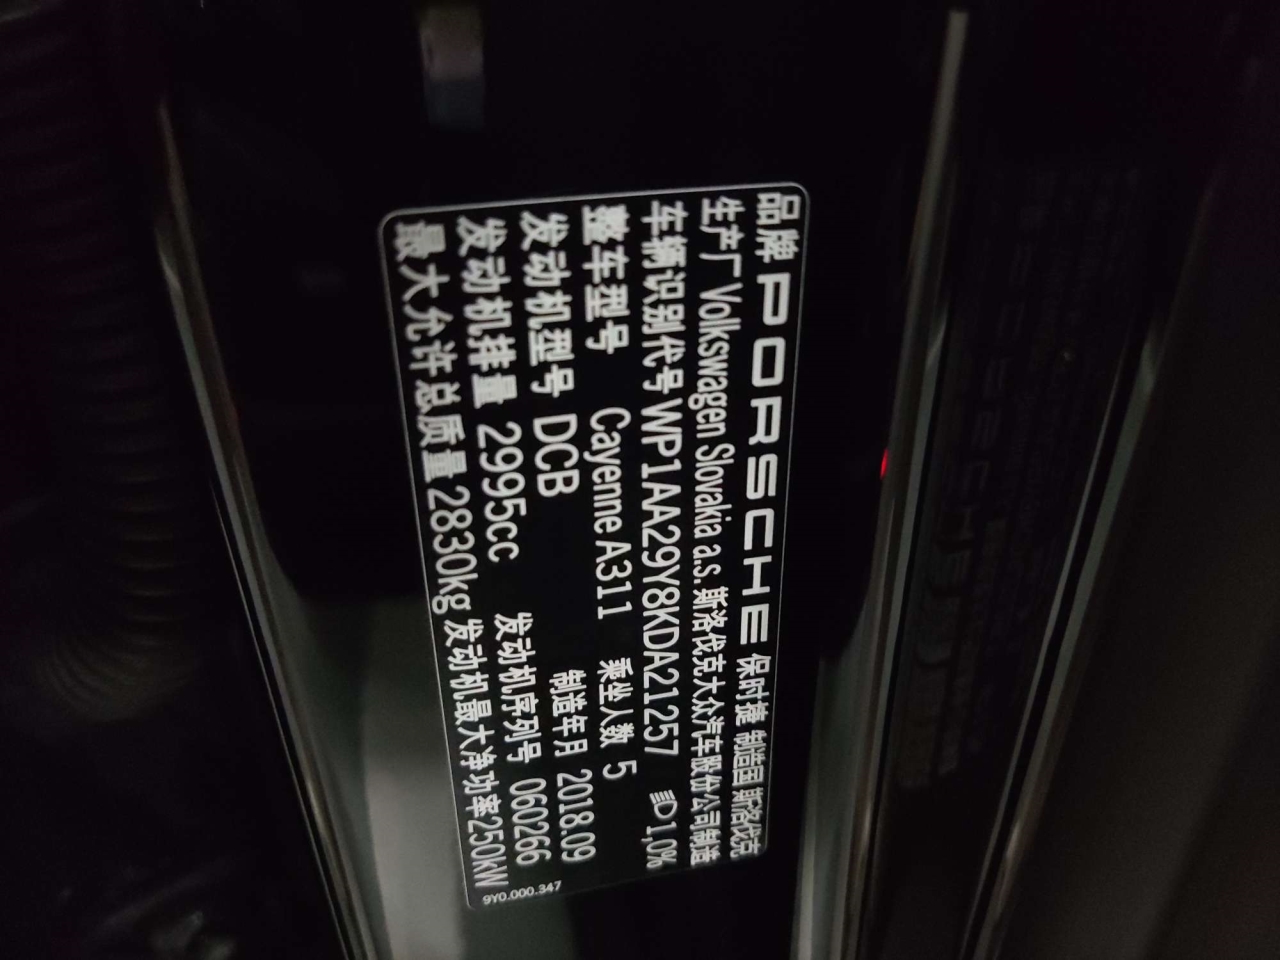 品牌 PORSCHE 保时捷 制造国 斯洛伐克
生产厂 Volkswagen Slovakia a.s. 斯洛伐克大众汽车股份公司制造
车辆识别代号 WP1AA29Y8KDA21257 1,0%
整车型号 Cayenne A311 乘坐人数 5
发动机型号 DCB 制造年月 2018.09
发动机排量 2995cc 发动机序列号 060266
最大允许总质量 2830kg 发动机最大净功率250kW
9Y0.000.347